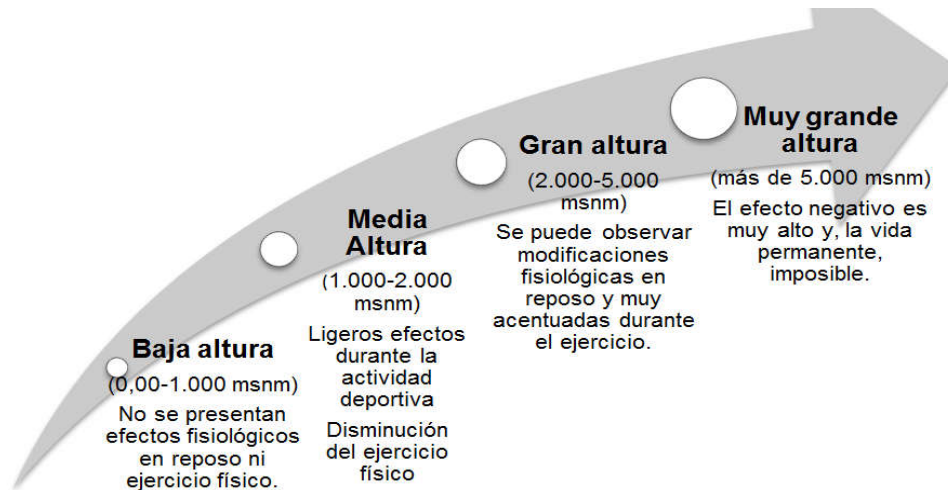 Baja altura
(0,00-1.000 msnm)
No se presentan
efectos fisiológicos
en reposo ni
ejercicio físico.
Media
Altura
(1.000-2.000
msnm)
Ligeros efectos
durante la
actividad
deportiva
Disminución
del ejercicio
físico
Gran altura
(2.000-5.000
msnm)
Se puede observar
modificaciones
fisiológicas en
reposo y muy
acentuadas durante
el ejercicio.
Muy grande
altura
(más de 5.000 msnm)
El efecto negativo es
muy alto y, la vida
permanente,
imposible.